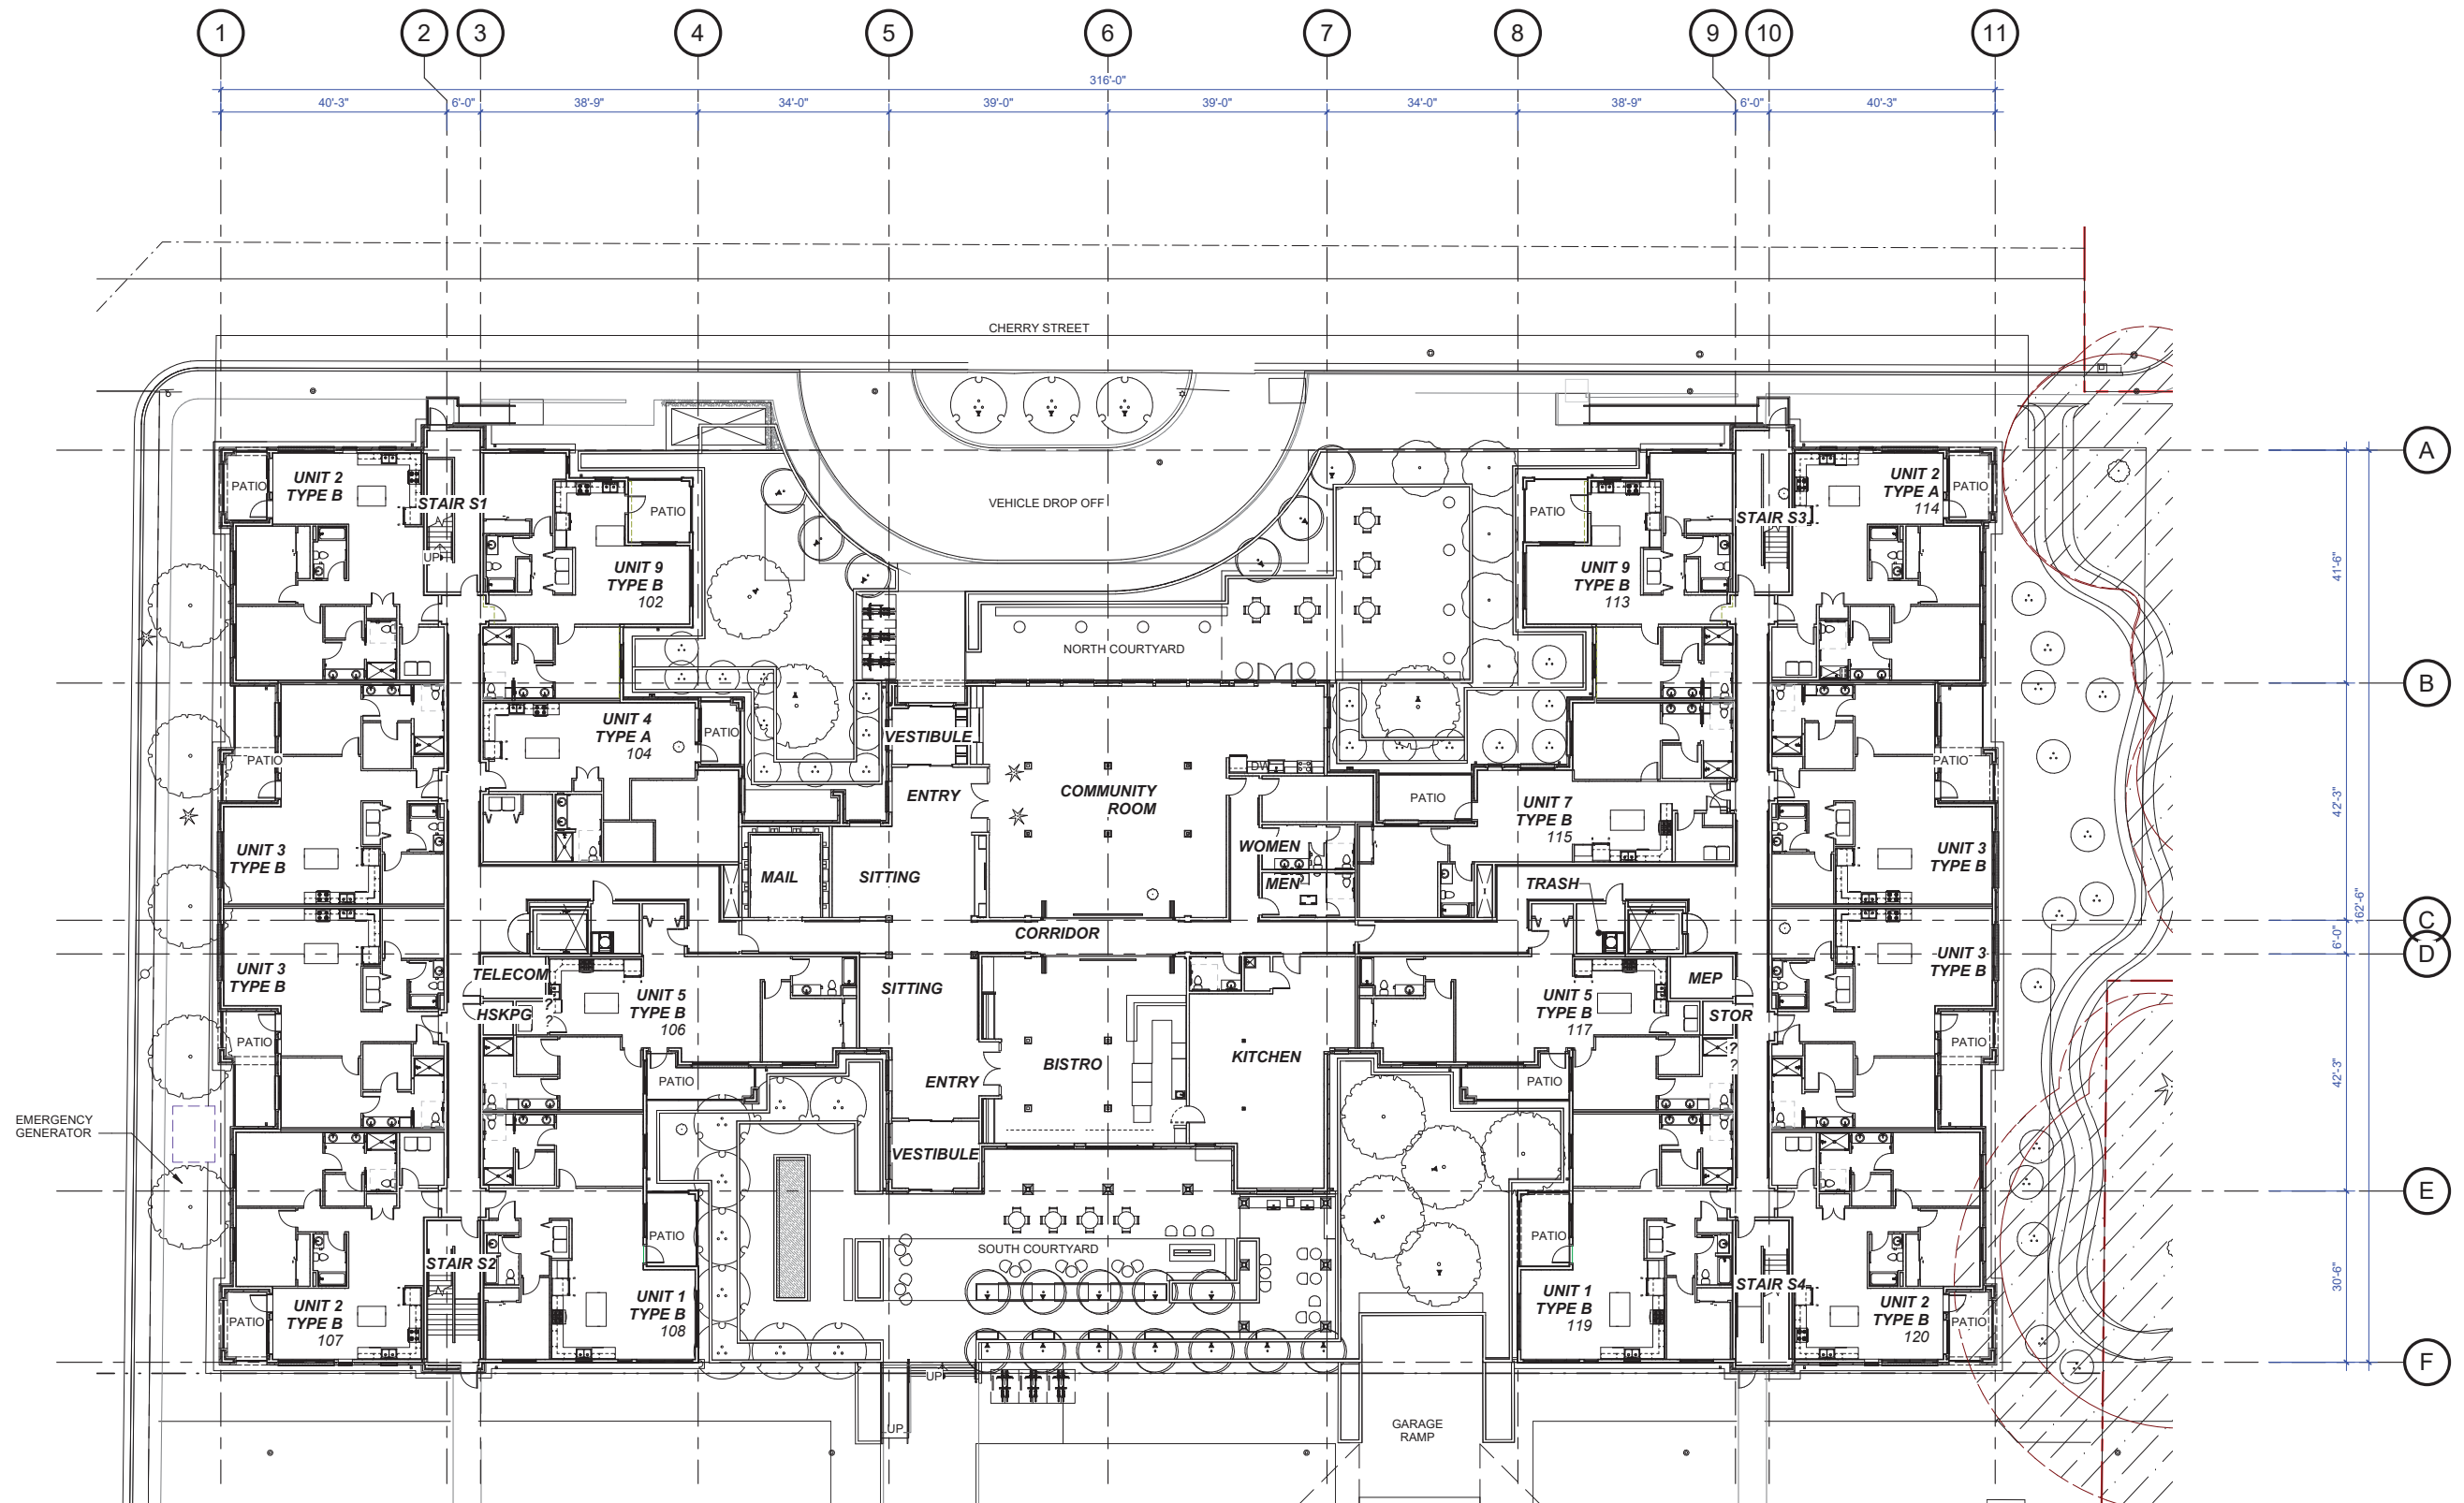 1 2 3 4 5 6 7 8 9 10 11
316'-0"
40'-3" 6'-0" 38'-9" 34'-0" 39'-0" 39'-0" 34'-0" 38'-9" 6'-0" 40'-3"
CHERRY STREET
A
PATIO
UNIT 2
TYPE B
STAIR S1
UP
PATIO
UNIT 9
TYPE B
102
VEHICLE DROP OFF
PATIO
UNIT 9
TYPE B
113
STAIR S3
UNIT 2
TYPE A
114
PATIO
41'-6"
NORTH COURTYARD
B
UNIT 4
TYPE A
104
PATIO
VESTIBULE
PATIO
ENTRY
COMMUNITY
ROOM
DW
PATIO
UNIT 7
TYPE B
115
PATIO
42'-3"
UNIT 3
TYPE B
MAIL
SITTING
WOMEN
MEN
TRASH
UNIT 3
TYPE B
162'-6"
C
CORRIDOR
6'-0"
D
UNIT 3
TYPE B
TELECOM
HSKPG
?
?
UNIT 5
TYPE B
106
SITTING
UNIT 5
TYPE B
117
MEP
STOR
?
?
UNIT 3
TYPE B
PATIO
PATIO
ENTRY
BISTRO
KITCHEN
PATIO
PATIO
42'-3"
EMERGENCY
GENERATOR
VESTIBULE
E
PATIO
STAIR S2
SOUTH COURTYARD
PATIO
STAIR S4
30'-6"
PATIO
UNIT 2
TYPE B
107
UNIT 1
TYPE B
108
UNIT 1
TYPE B
119
UNIT 2
TYPE B
120
PATIO
F
UP
UP
GARAGE
RAMP